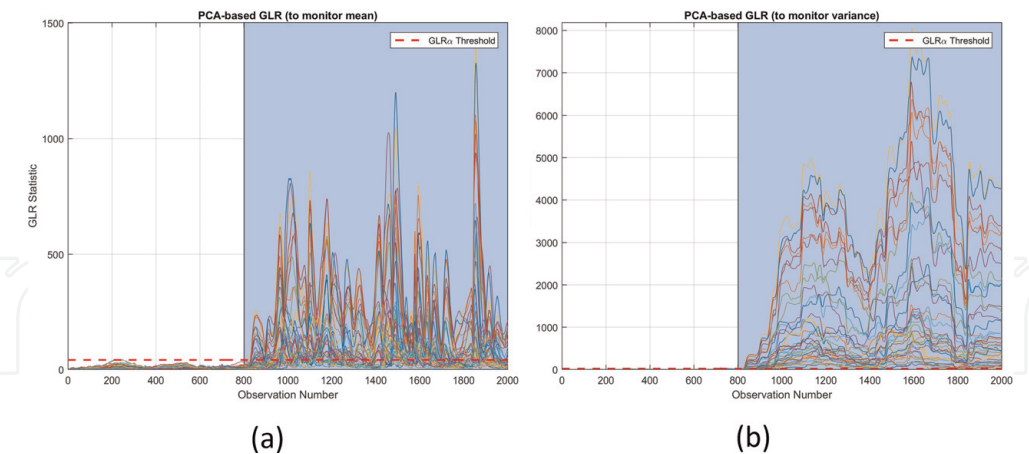 PCA-based GLR (to monitor mean)
1500
1000
500
0
GLR Statistic
GLRα Threshold
0 200 400 600 800 1000 1200 1400 1600 1800 2000
Observation Number
(a)
PCA-based GLR (to monitor variance)
8000
7000
6000
5000
4000
3000
2000
1000
0
GLRα Threshold
0 200 400 600 800 1000 1200 1400 1600 1800 2000
Observation Number
(b)